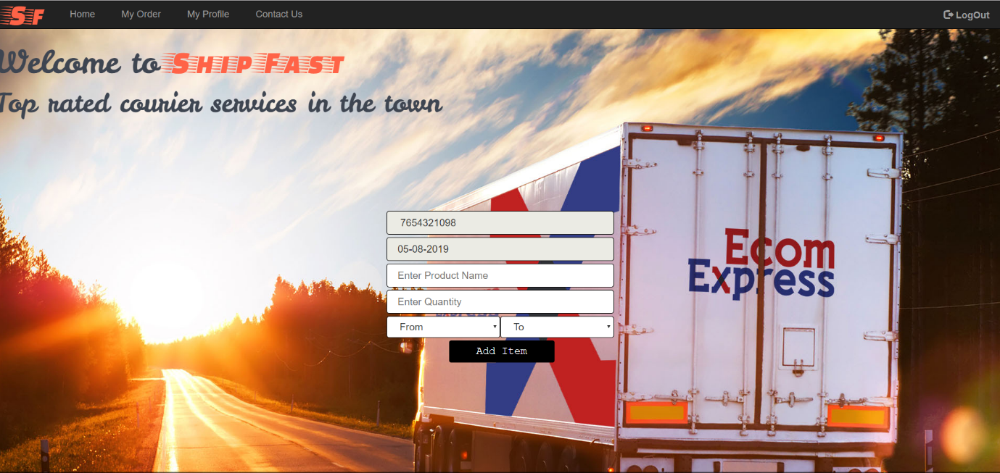 SF Home My Order My Profile Contact Us LogOut
Welcome to Ship Fast
Top rated courier services in the town
7654321098
05-08-2019
Enter Product Name
Enter Quantity
From To
Add Item
Ecom
Express